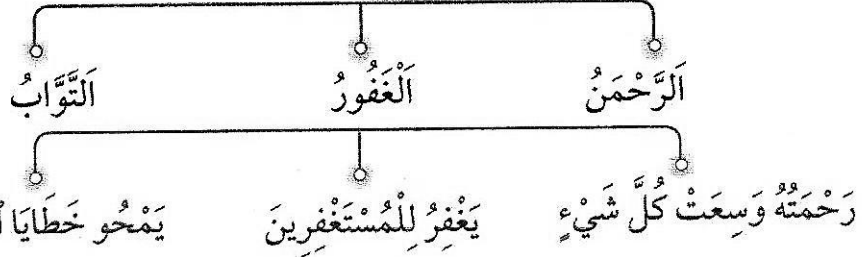 اَلرَّحْمَنُ اَلْغَفُورُ اَلتَّوَّابُ
رَحْمَتُهُ وَسِعَتْ كُلَّ شَيْءٍ يَغْفِرُ لِلْمُسْتَغْفِرِينَ يَمْحُو خَطَايَا